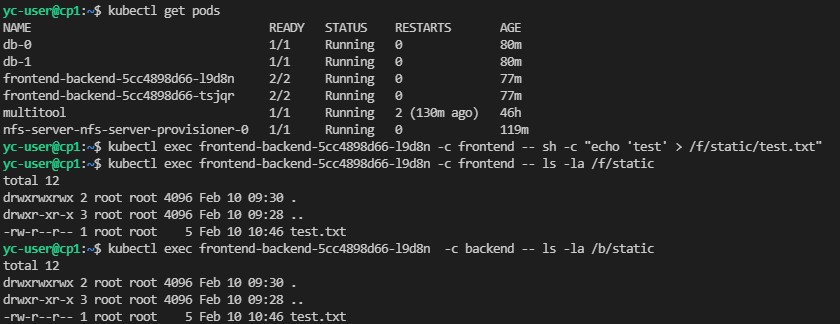 yc-user@cp1:~$ kubectl get pods
NAME READY STATUS RESTARTS AGE
db-0 1/1 Running 0 80m
db-1 1/1 Running 0 80m
frontend-backend-5cc4898d66-l9d8n 2/2 Running 0 77m
frontend-backend-5cc4898d66-tsjqr 2/2 Running 0 77m
multitool 1/1 Running 2 (130m ago) 46h
nfs-server-nfs-server-provisioner-0 1/1 Running 0 119m
yc-user@cp1:~$ kubectl exec frontend-backend-5cc4898d66-l9d8n -c frontend -- sh -c "echo 'test' > /f/static/test.txt"
yc-user@cp1:~$ kubectl exec frontend-backend-5cc4898d66-l9d8n -c frontend -- ls -la /f/static
total 12
drwxrwxrwx 2 root root 4096 Feb 10 09:30 .
drwxr-xr-x 3 root root 4096 Feb 10 09:28 ..
-rw-r--r-- 1 root root 5 Feb 10 10:46 test.txt
yc-user@cp1:~$ kubectl exec frontend-backend-5cc4898d66-l9d8n -c backend -- ls -la /b/static
total 12
drwxrwxrwx 2 root root 4096 Feb 10 09:30 .
drwxr-xr-x 3 root root 4096 Feb 10 09:28 ..
-rw-r--r-- 1 root root 5 Feb 10 10:46 test.txt